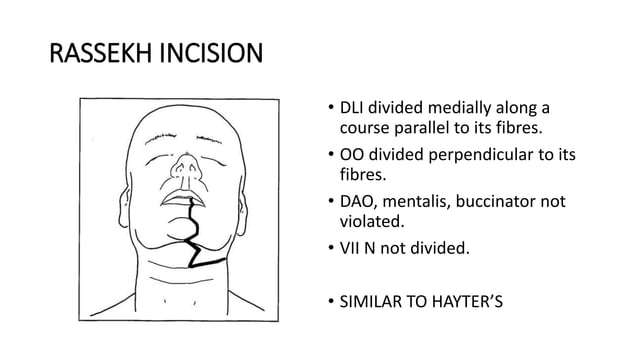 RASSEKH INCISION
• DLI divided medially along a
course parallel to its fibres.
• OO divided perpendicular to its
fibres.
• DAO, mentalis, buccinator not
violated.
• VII N not divided.
• SIMILAR TO HAYTER’S